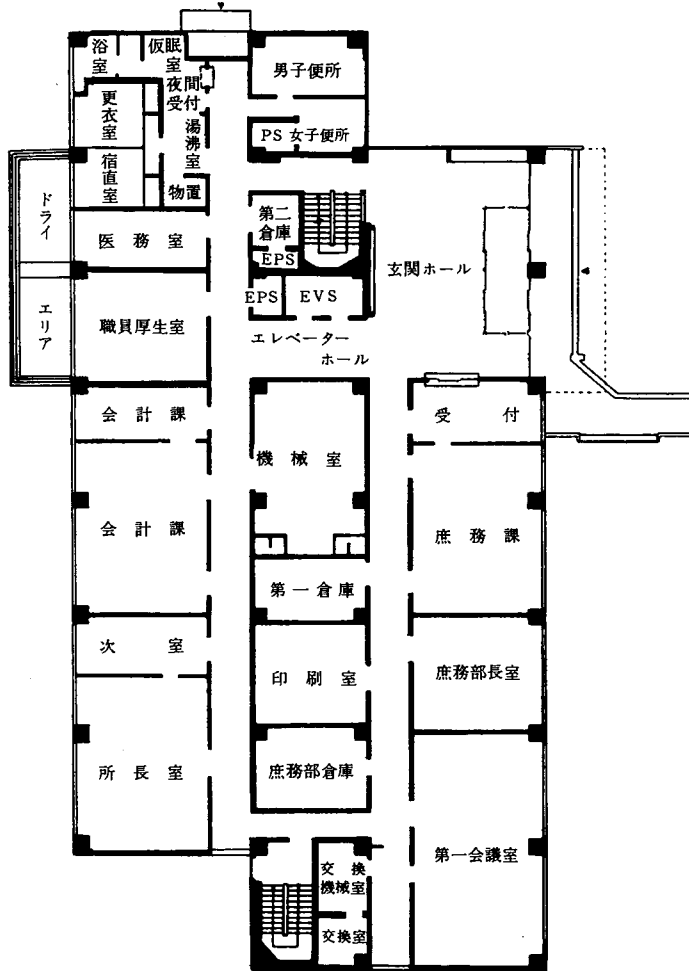 浴室
仮眠室
男子便所
夜間
受付
更衣室
湯沸室
PS 女子便所
宿直室
物置
ドライ
エリア
医務室
第二
倉庫
EPS
玄関ホール
EPS
EVS
職員厚生室
エレベーター
ホール
会計課
受付
機械室
会計課
庶務課
第一倉庫
次室
印刷室
庶務部長室
所長室
庶務部倉庫
第一会議室
交換
機械室
交換室